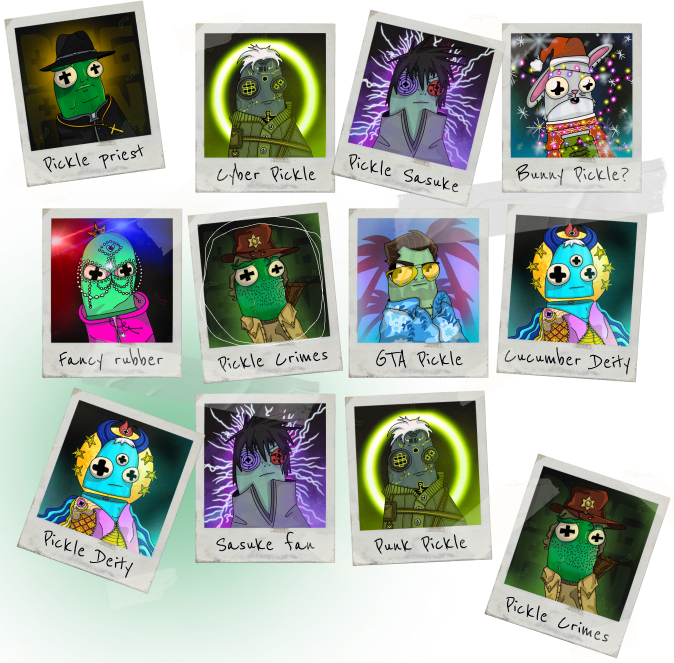 Pickle priest
Cyber Pickle
Pickle Sasuke
Bunny Pickle?
Fancy rubber
Pickle Crimes
GTA Pickle
Cucumber Deity
Pickle Deity
Sasuke fan
Punk Pickle
Pickle Crimes